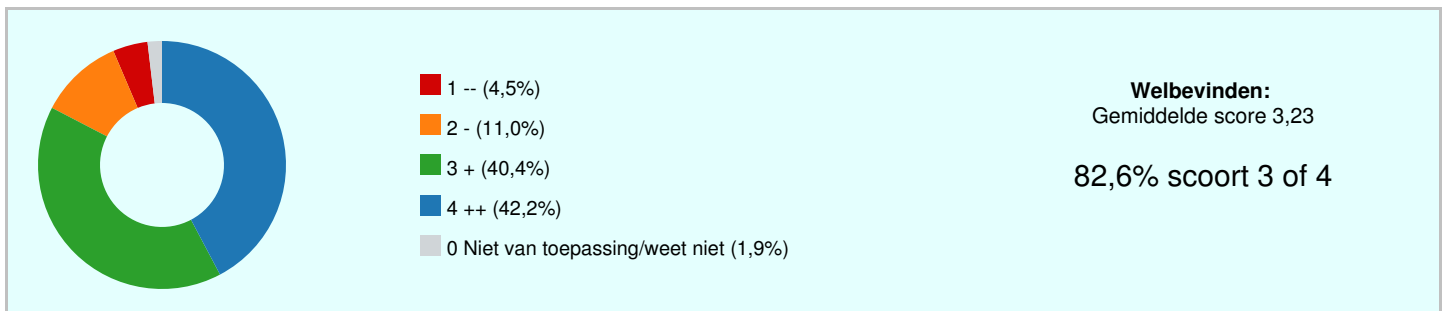 1 -- (4,5%)
2 - (11,0%)
3 + (40,4%)
4 ++ (42,2%)
0 Niet van toepassing/weet niet (1,9%)
Welbevinden:
Gemiddelde score 3,23
82,6% scoort 3 of 4